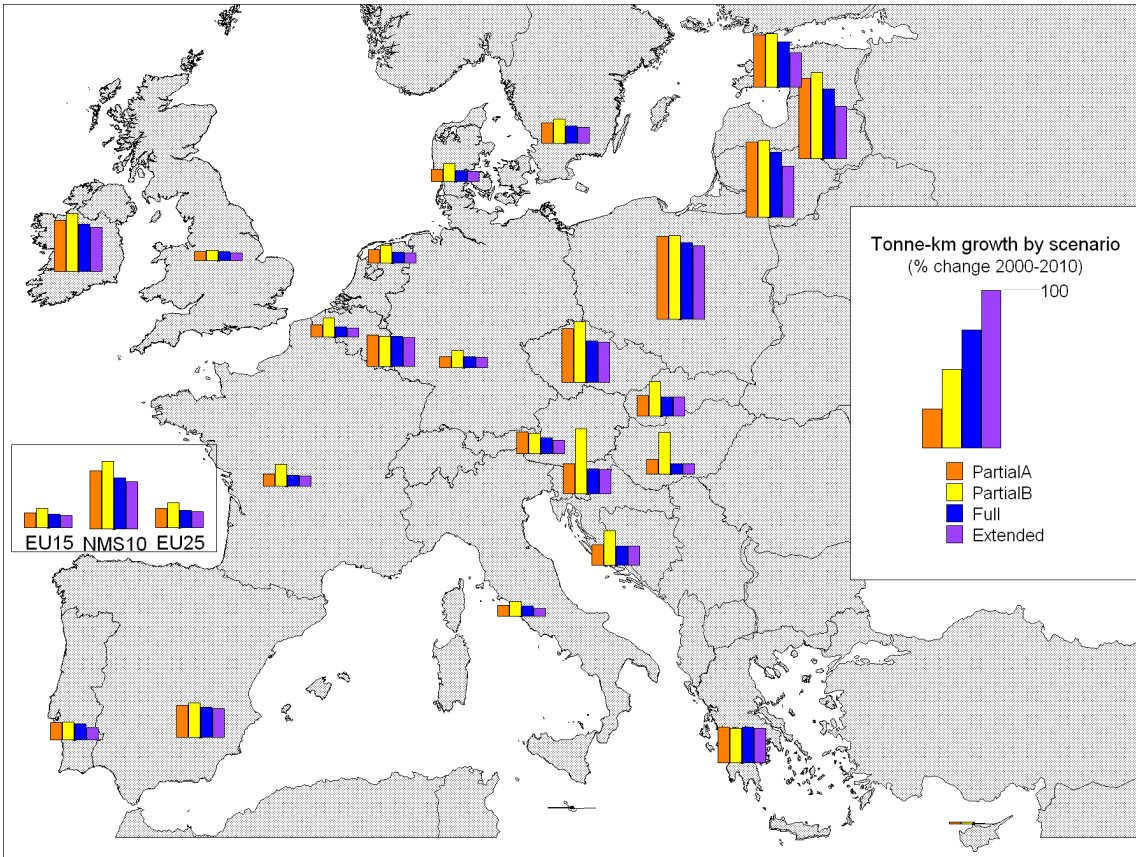 Tonne-km growth by scenario
(% change 2000-2010)
100
PartialA
PartialB
Full
Extended
EU15 NMS10 EU25